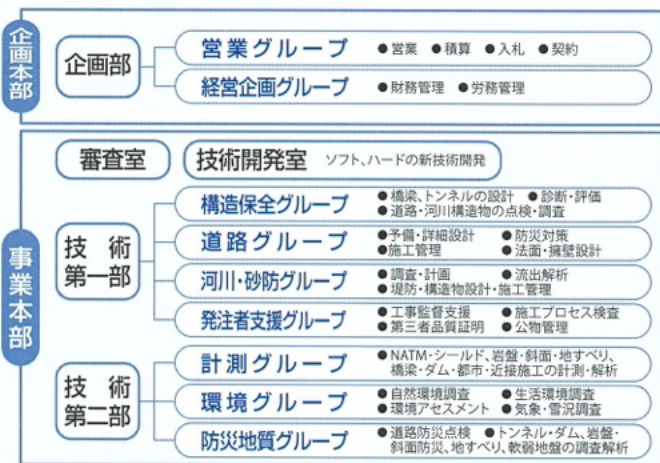 企画本部
企画部
営業グループ ●営業 ●積算 ●入札 ●契約
経営企画グループ ●財務管理 ●労務管理
事業本部
審査室
技術開発室 ソフト、ハードの新技術開発
技術第一部
構造保全グループ
●橋梁、トンネルの設計 ●診断・評価
●道路・河川構造物の点検・調査
道路グループ
●予備・詳細設計 ●防災対策
●施工管理 ●法面・擁壁設計
河川・砂防グループ
●調査・計画 ●流出解析
●堤防・構造物設計・施工管理
発注者支援グループ
●工事監督支援 ●施工プロセス検査
●第三者品質証明 ●公物管理
技術第二部
計測グループ
●NATM・シールド、岩盤・斜面・地すべり、
橋梁・ダム・都市・近接施工の計測・解析
環境グループ
●自然環境調査 ●生活環境調査
●環境アセスメント ●気象・雪況調査
防災地質グループ
●道路防災点検 ●トンネル・ダム、岩盤・
斜面防災、地すべり、軟弱地盤の調査解析